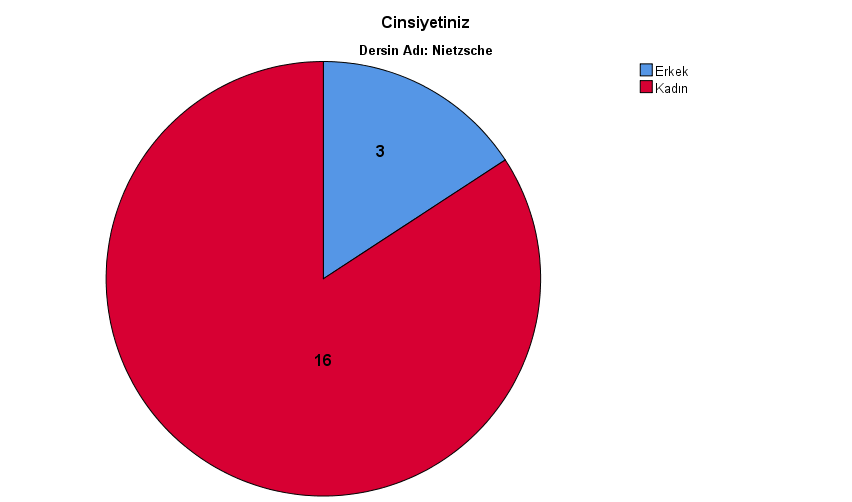 Cinsiyetiniz
Dersin Adı: Nietzsche
Erkek
Kadın
3
16